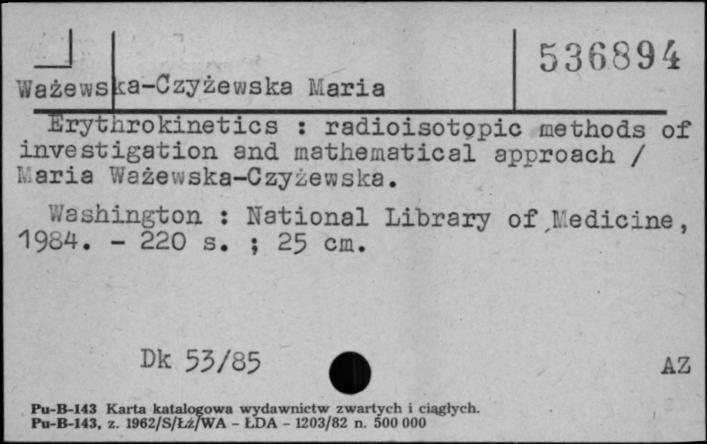 536894
Ważewska-Czyżewska Maria
Erythrokinetics : radioisotopic methods of
investigation and mathematical approach /
Maria Ważewska-Czyżewska.
Washington : National Library of Medicine,
1984. - 220 s. ; 25 cm.
Dk 53/85
AZ
Pu-B-143 Karta katalogowa wydawnictw zwartych i ciągłych.
Pu-B-143, z. 1962/S/Łż/WA - ŁDA - 1203/82 n. 500 000